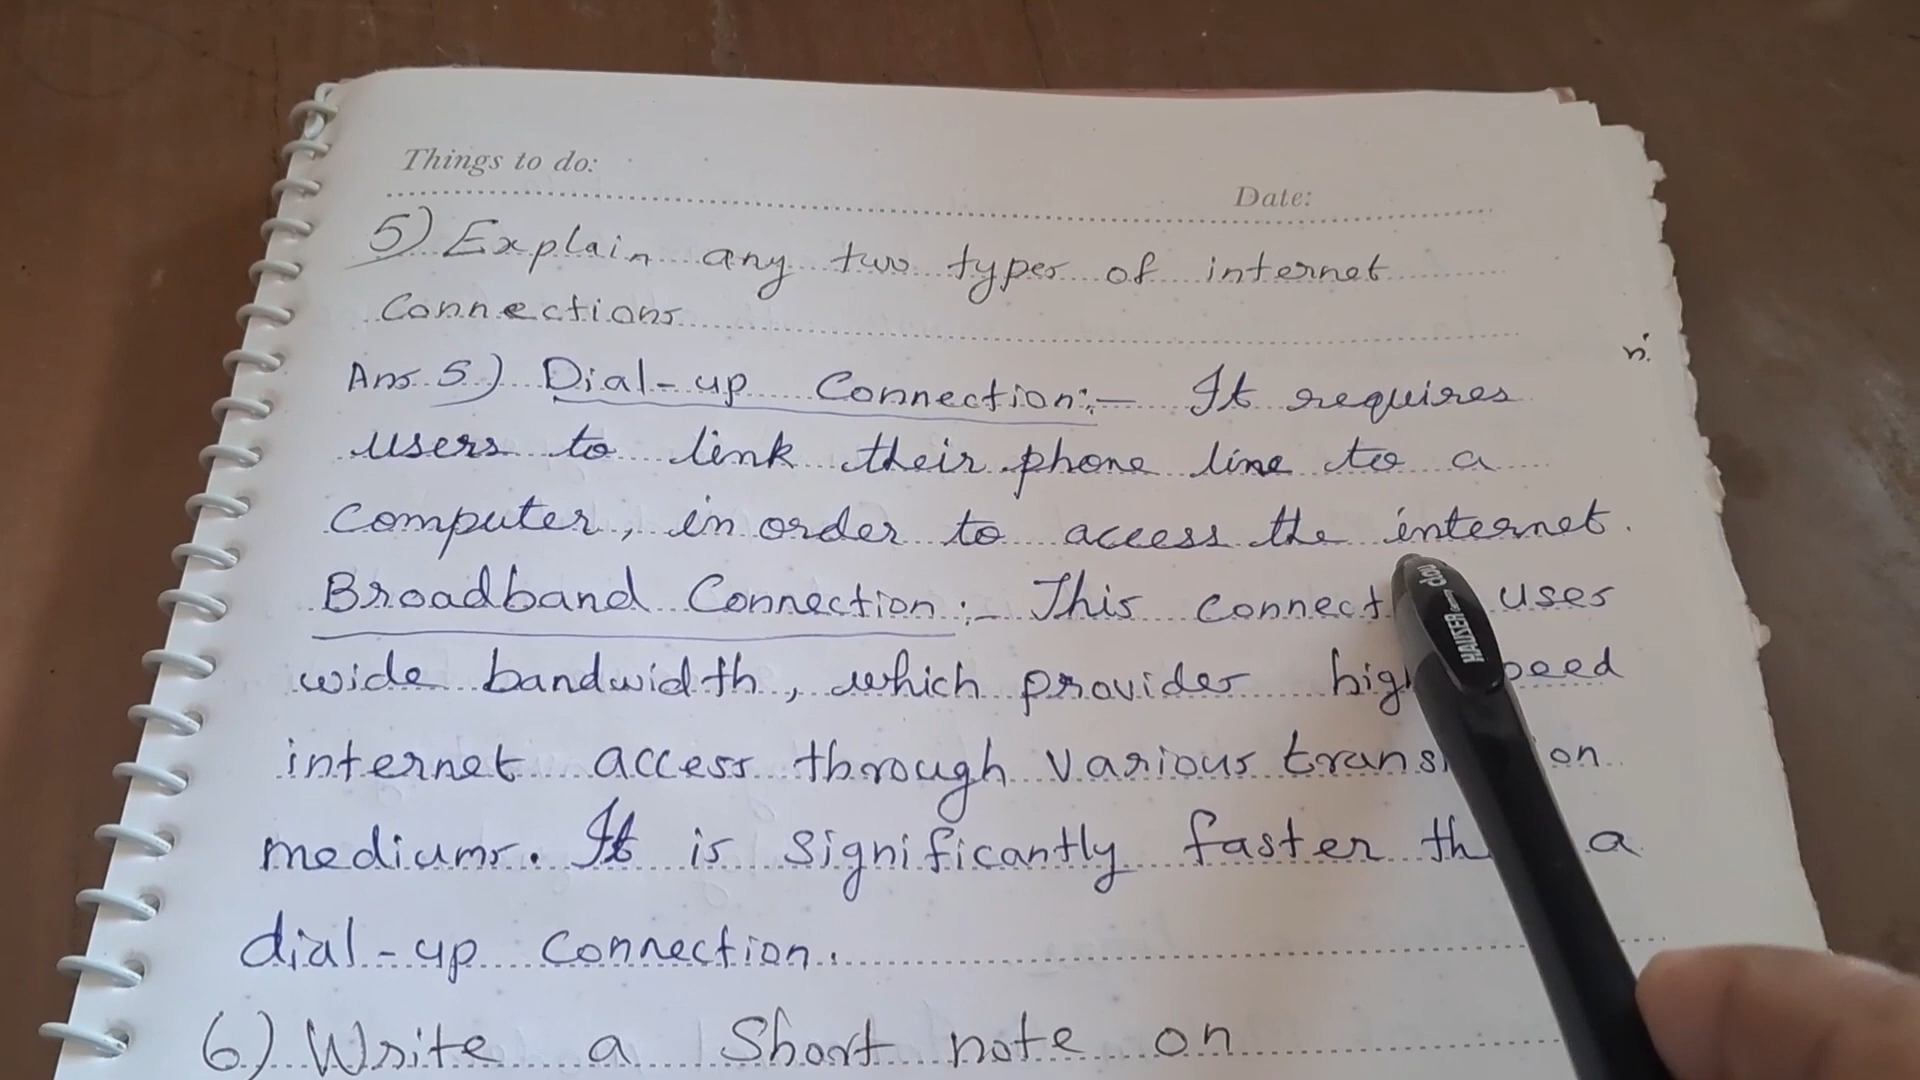 Things to do:
Date:
5) Explain any two types of internet
Connections
Ans 5) Dial-up Connection:- It requires
users to link their phone line to a
computer, in order to access the internet.
Broadband Connection:- This connect uses
wide bandwidth, which provides hig peed
internet access through various trans on
mediums. It is significantly faster th a
dial-up connection.
6) Write a Short note on
HAUSER